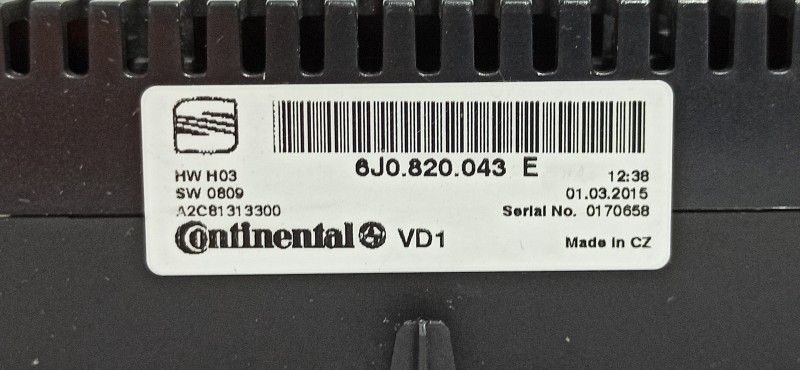 6J0.820.043 E
HW H03
12:38
SW 0809
01.03.2015
A2C81313300
Serial No. 0170658
Continental VD1
Made in CZ